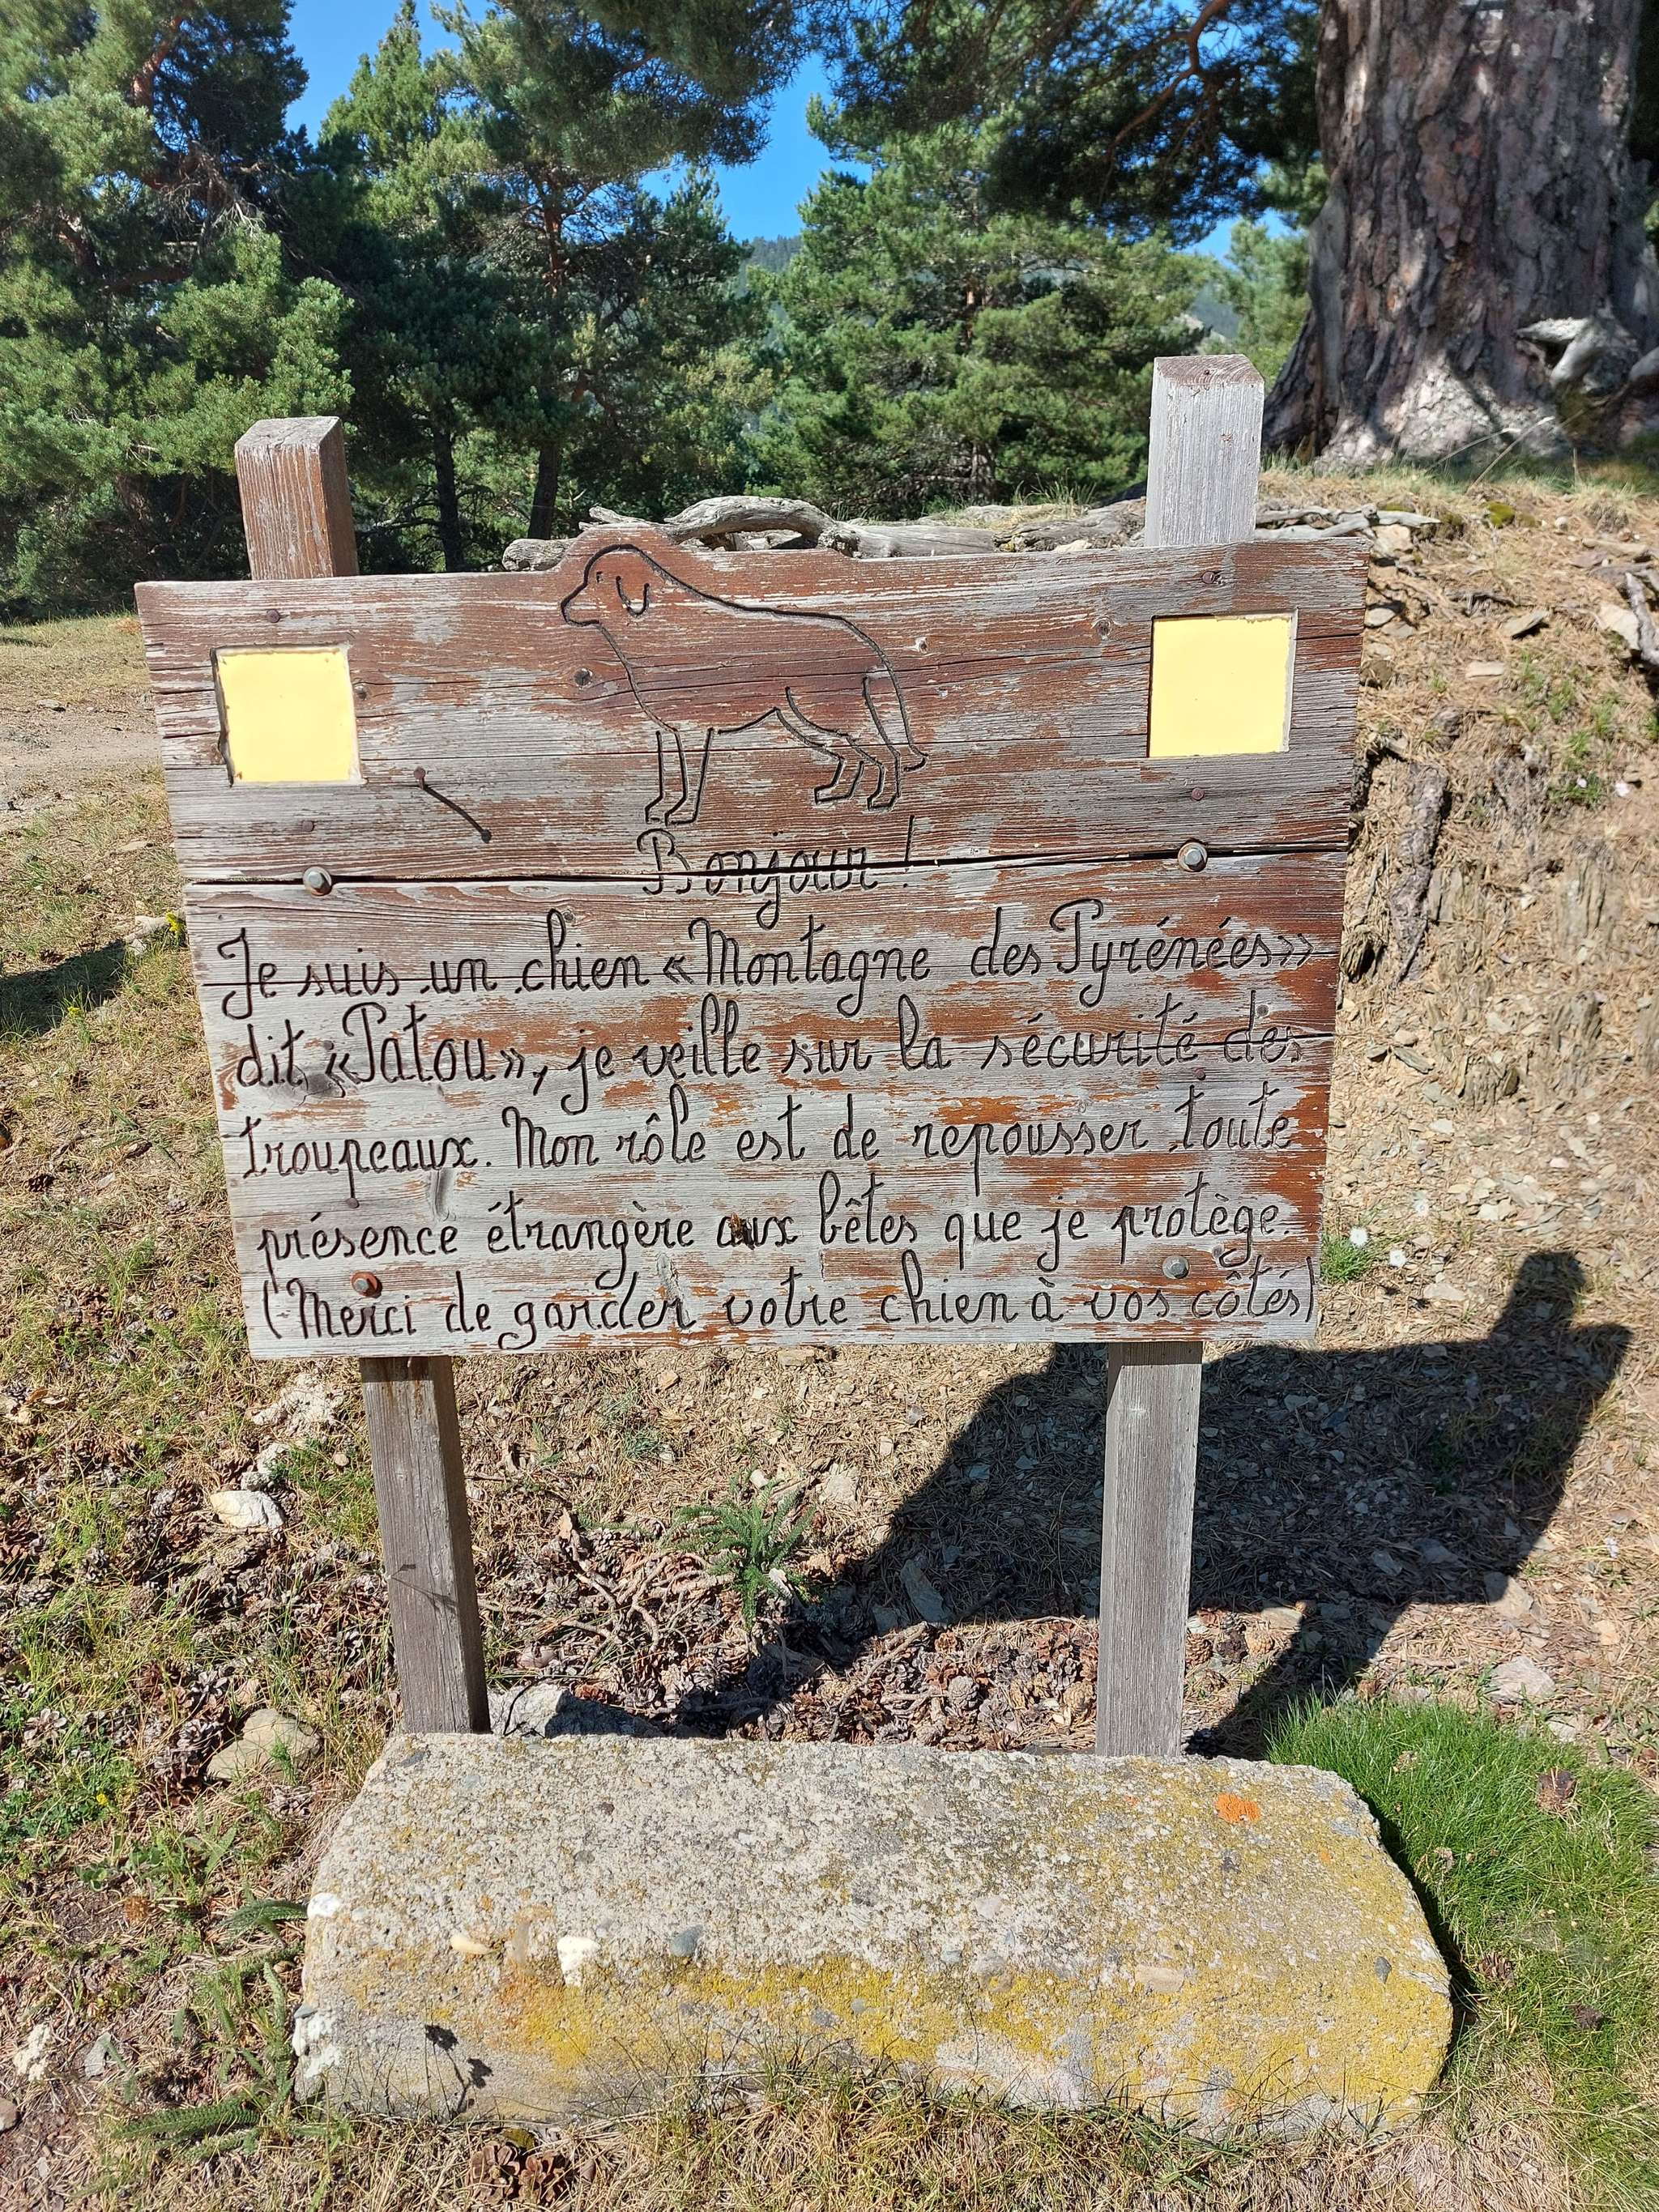 Bonjour !
Je suis un chien « Montagne des Pyrénées »
dit « Patou », je veille sur la sécurité des
troupeaux. Mon rôle est de repousser toute
présence étrangère aux bêtes que je protège.
(Merci de garder votre chien à vos côtés)